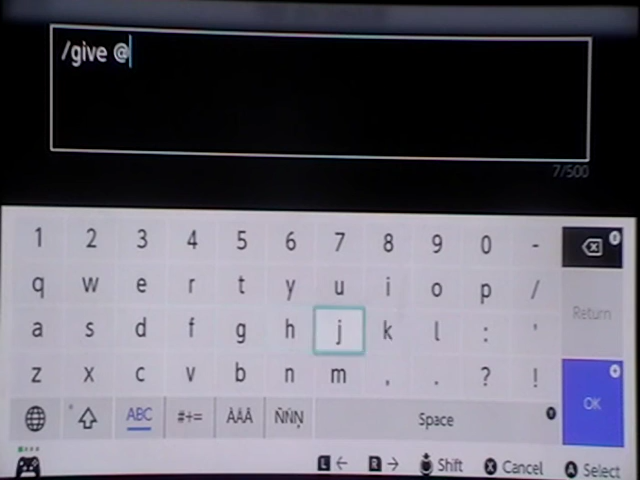 /give @
7/500
1 2 3 4 5 6 7 8 9 0 -
q w e r t y u i o p /
Return
a s d f g h j k l : '
z x c v b n m , . ? !
OK
ABC #+= ÀÄÂ ÑŃŅ Space
L ← R → Shift X Cancel A Select